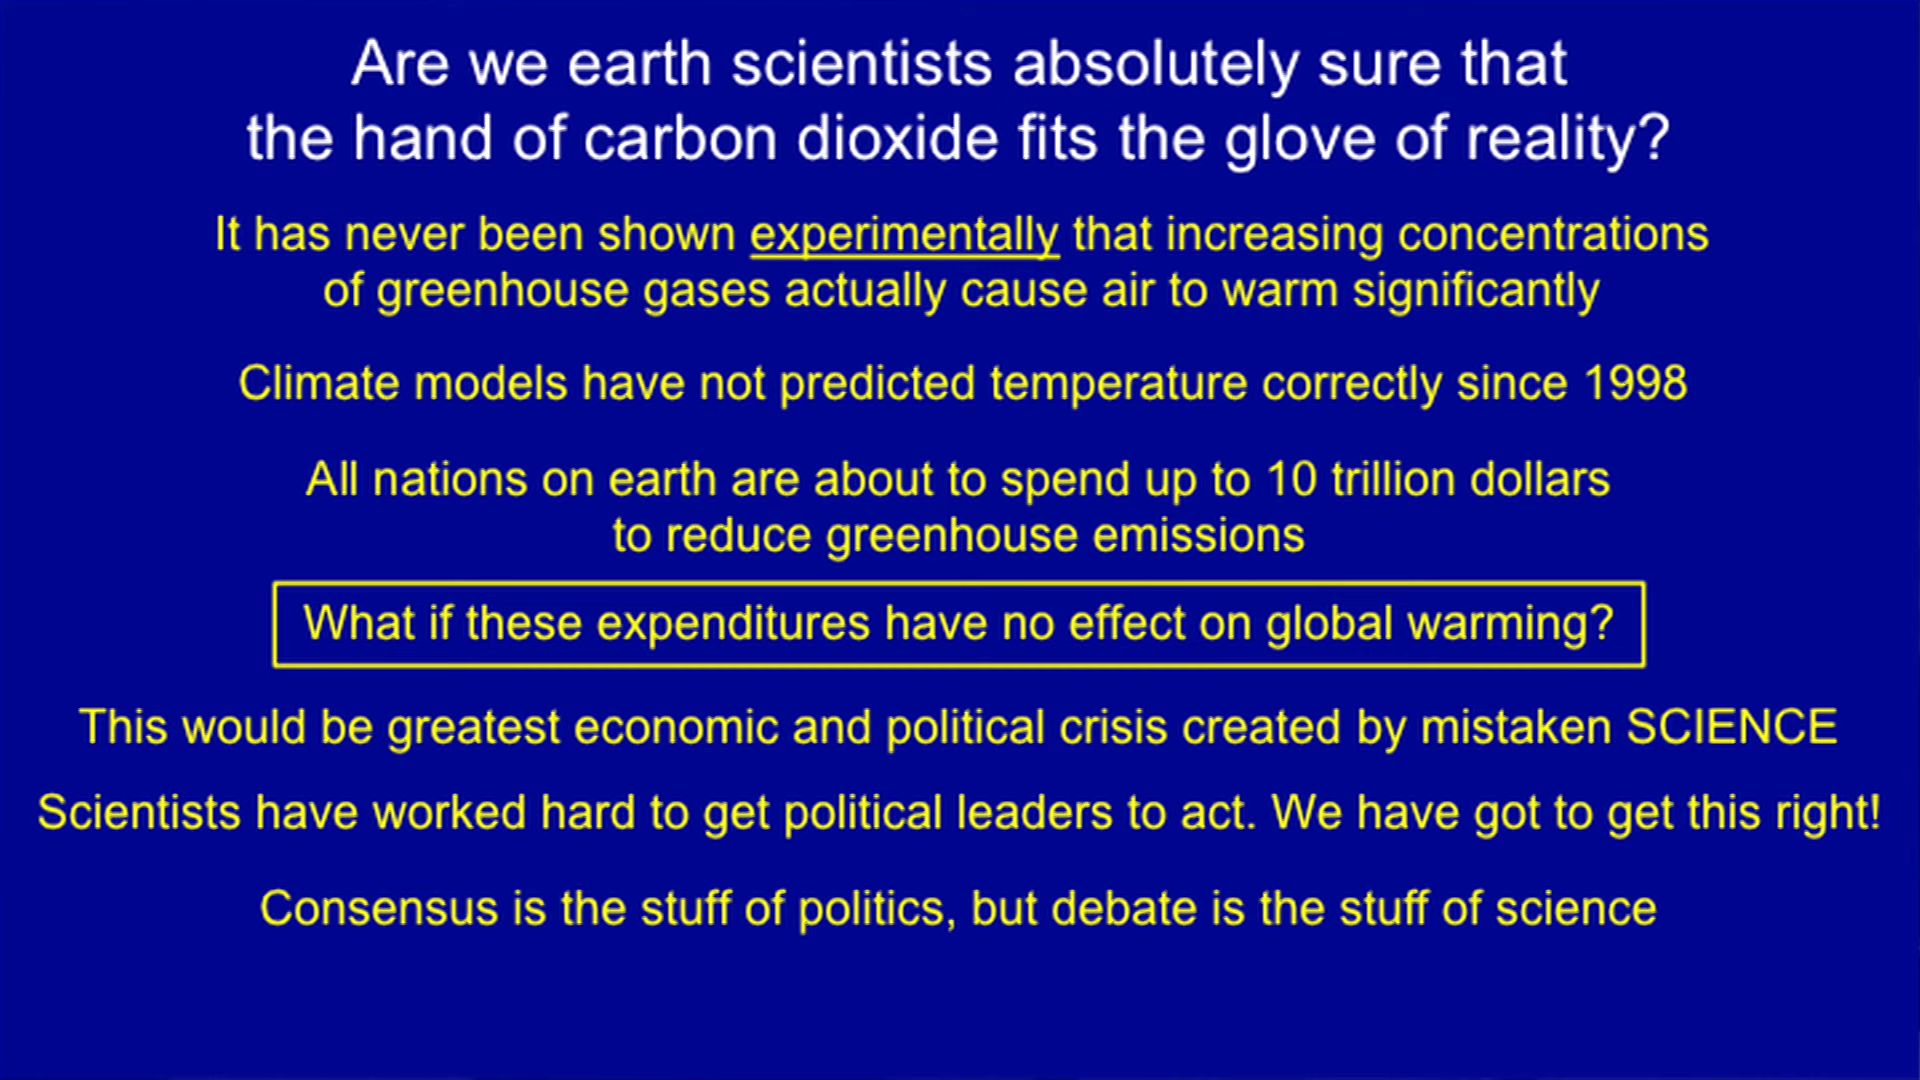 Are we earth scientists absolutely sure that
the hand of carbon dioxide fits the glove of reality?
It has never been shown experimentally that increasing concentrations
of greenhouse gases actually cause air to warm significantly
Climate models have not predicted temperature correctly since 1998
All nations on earth are about to spend up to 10 trillion dollars
to reduce greenhouse emissions
What if these expenditures have no effect on global warming?
This would be greatest economic and political crisis created by mistaken SCIENCE
Scientists have worked hard to get political leaders to act. We have got to get this right!
Consensus is the stuff of politics, but debate is the stuff of science